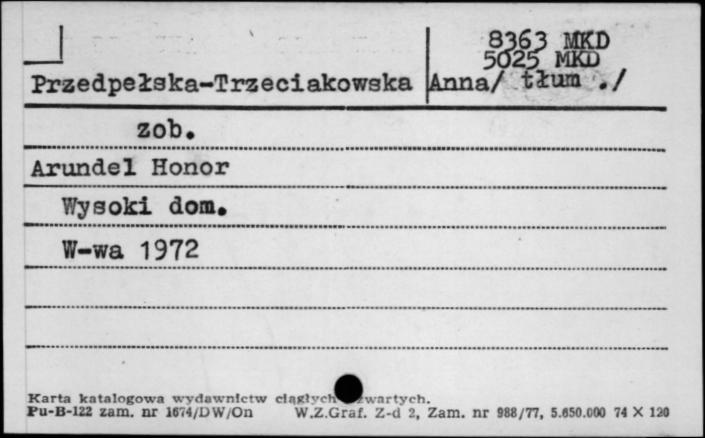 8363 MKD
5025 MKD
Przedpełska-Trzeciakowska Anna/ tłum ./
zob.
Arundel Honor
Wysoki dom.
W-wa 1972
Karta katalogowa wydawnictw ciągłych zwartych.
Pu-B-122 zam. nr 1674/DW/On W.Z.Graf. Z-d 2, Zam. nr 988/77, 5.650.000 74 X 120